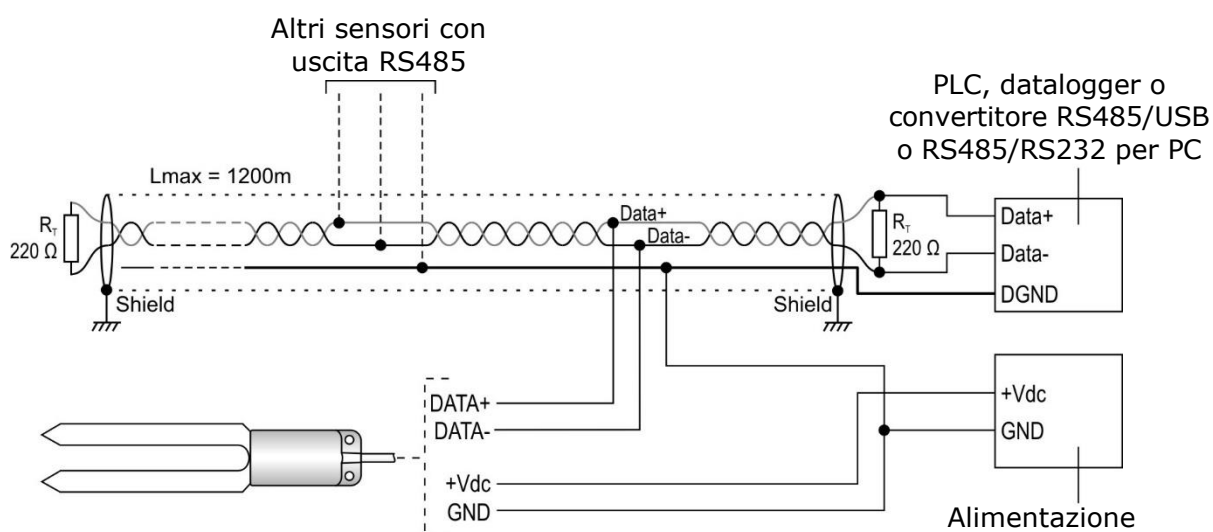 Altri sensori con
uscita RS485
PLC, datalogger o
convertitore RS485/USB
o RS485/RS232 per PC
Lmax = 1200m
RT
220 Ω
Data+
Data-
RT
220 Ω
Data+
Data-
DGND
Shield
Shield
DATA+
DATA-
+Vdc
GND
+Vdc
GND
Alimentazione